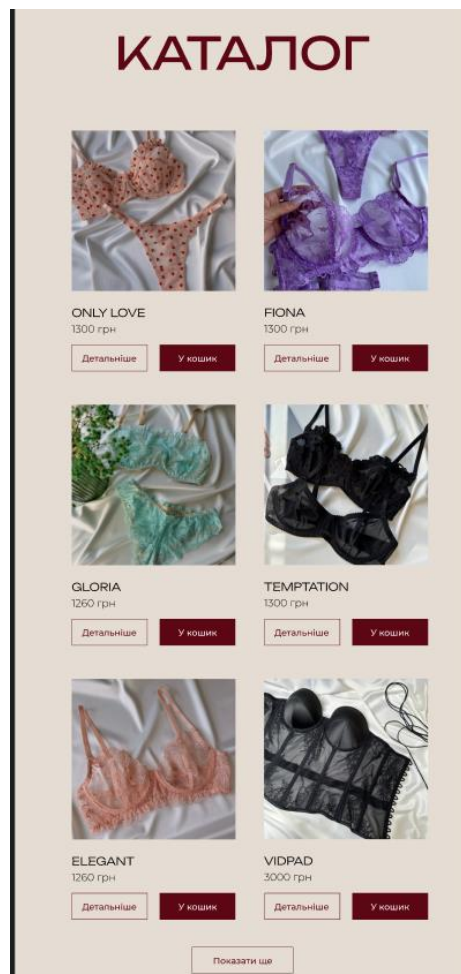 КАТАЛОГ
ONLY LOVE
1300 грн
Детальніше У кошик
FIONA
1300 грн
Детальніше У кошик
GLORIA
1260 грн
Детальніше У кошик
TEMPTATION
1300 грн
Детальніше У кошик
ELEGANT
1260 грн
Детальніше У кошик
VIDPAD
3000 грн
Детальніше У кошик
Показати ще